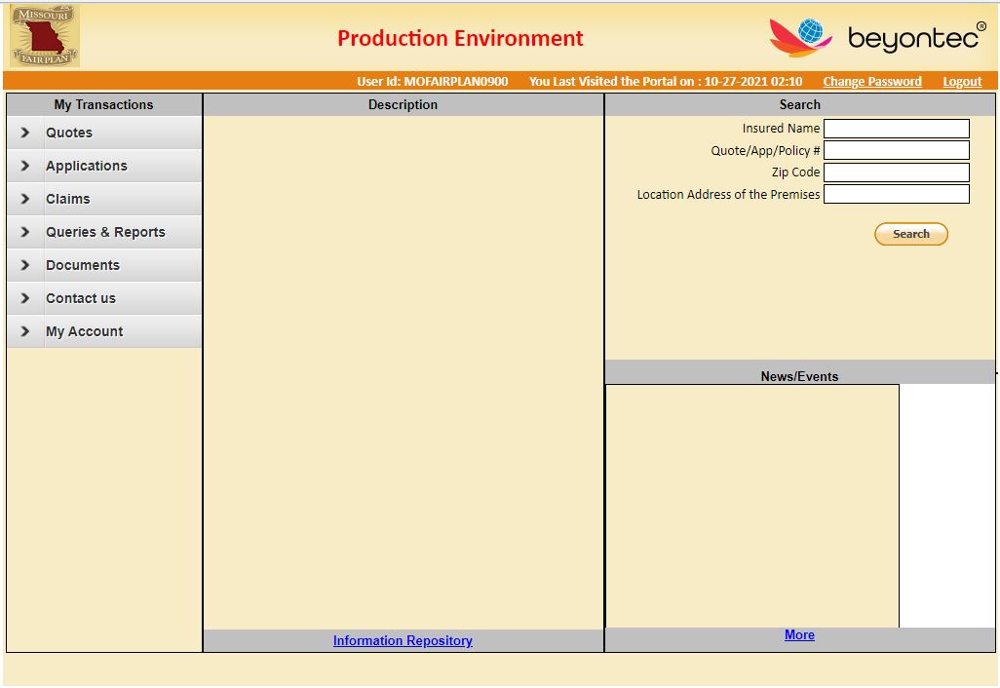 MISSOURI
FAIR PLAN
Production Environment
beyontec®
User Id: MOFAIRPLAN0900 You Last Visited the Portal on : 10-27-2021 02:10 Change Password Logout
My Transactions
Quotes
Applications
Claims
Queries & Reports
Documents
Contact us
My Account
Description
Information Repository
Search
Insured Name
Quote/App/Policy #
Zip Code
Location Address of the Premises
Search
News/Events
More